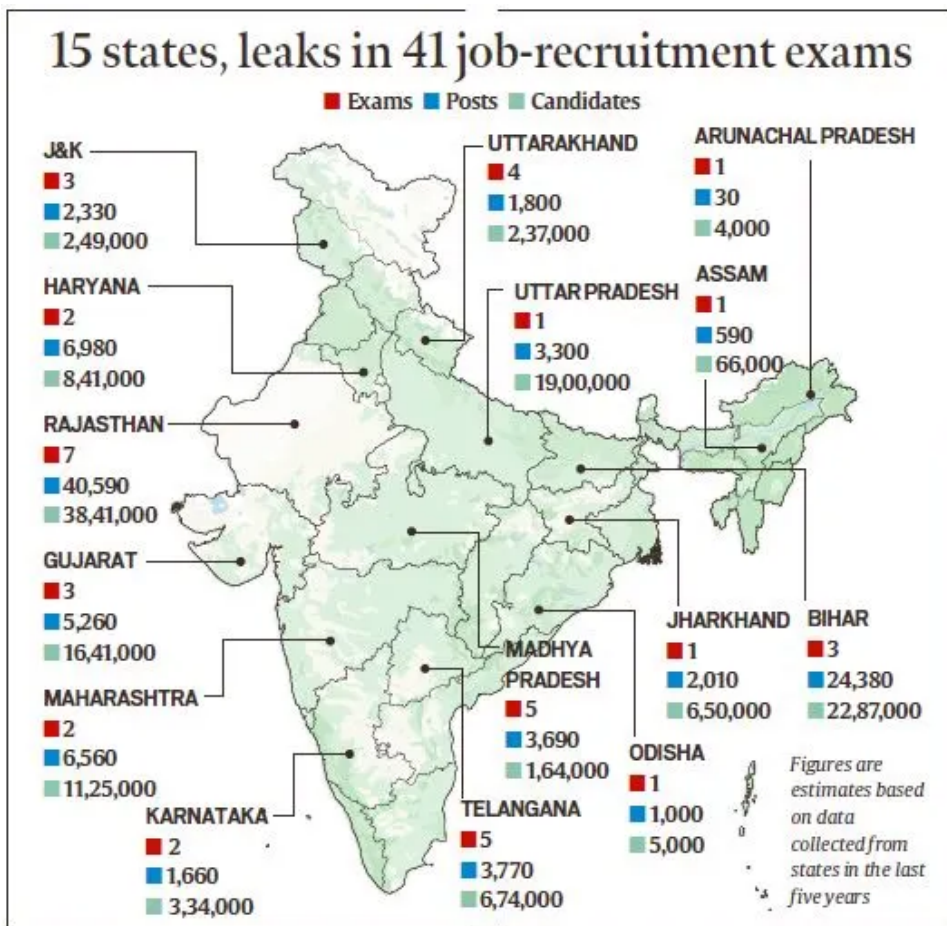 15 states, leaks in 41 job-recruitment exams
Exams Posts Candidates
J&K
3
2,330
2,49,000
HARYANA
2
6,980
8,41,000
RAJASTHAN
7
40,590
38,41,000
GUJARAT
3
5,260
16,41,000
MAHARASHTRA
2
6,560
11,25,000
KARNATAKA
2
1,660
3,34,000
UTTARAKHAND
4
1,800
2,37,000
UTTAR PRADESH
1
3,300
19,00,000
ARUNACHAL PRADESH
1
30
4,000
ASSAM
1
590
66,000
MADHYA
PRADESH
5
3,690
1,64,000
TELANGANA
5
3,770
6,74,000
ODISHA
1
1,000
5,000
JHARKHAND
1
2,010
6,50,000
BIHAR
3
24,380
22,87,000
Figures are
estimates based
on data
collected from
states in the last
five years